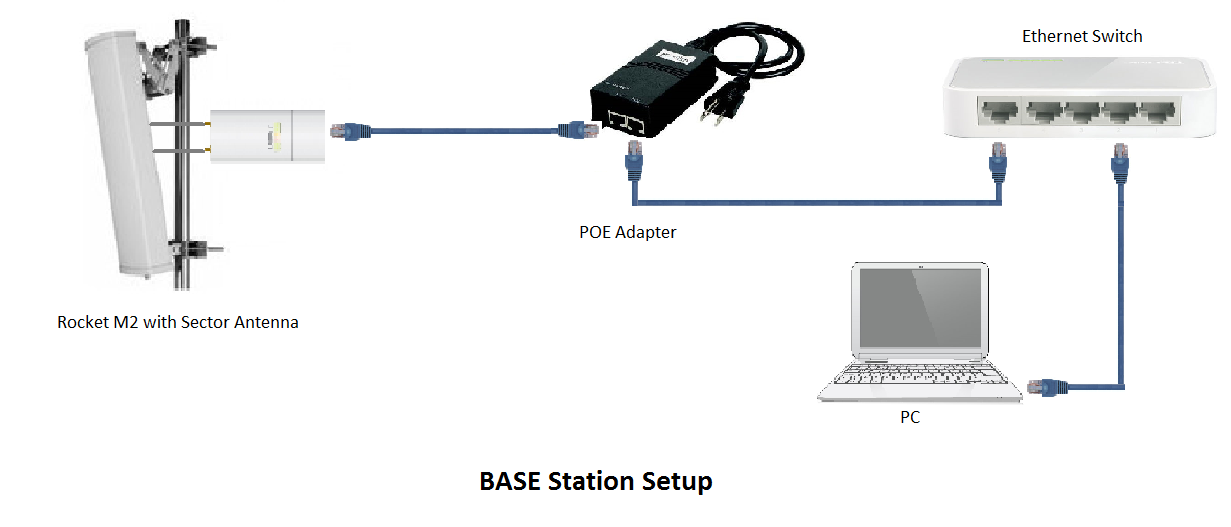 Ethernet Switch
POE Adapter
Rocket M2 with Sector Antenna
PC
BASE Station Setup